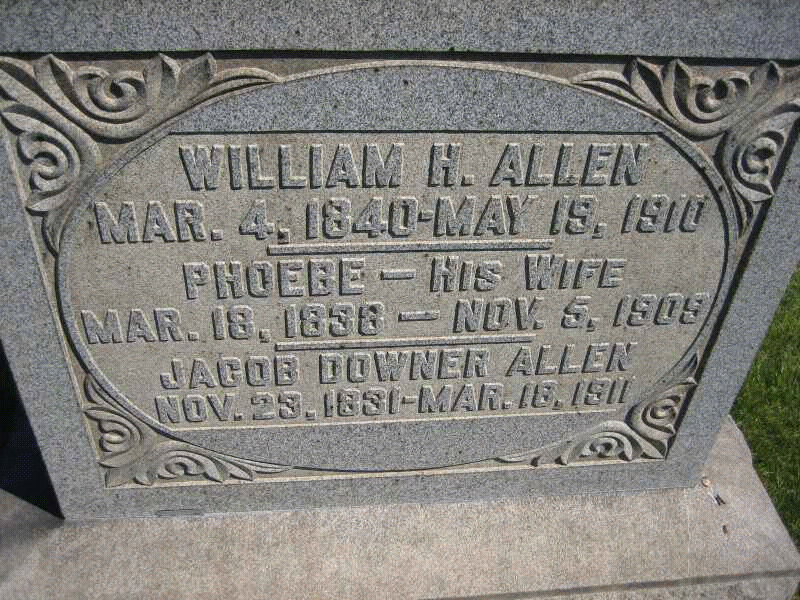 WILLIAM H. ALLEN
MAR. 4, 1840-MAY 19, 1910
PHOEBE — HIS WIFE
MAR. 18, 1838 — NOV. 5, 1909
JACOB DOWNER ALLEN
NOV. 23, 1831-MAR. 18, 1911